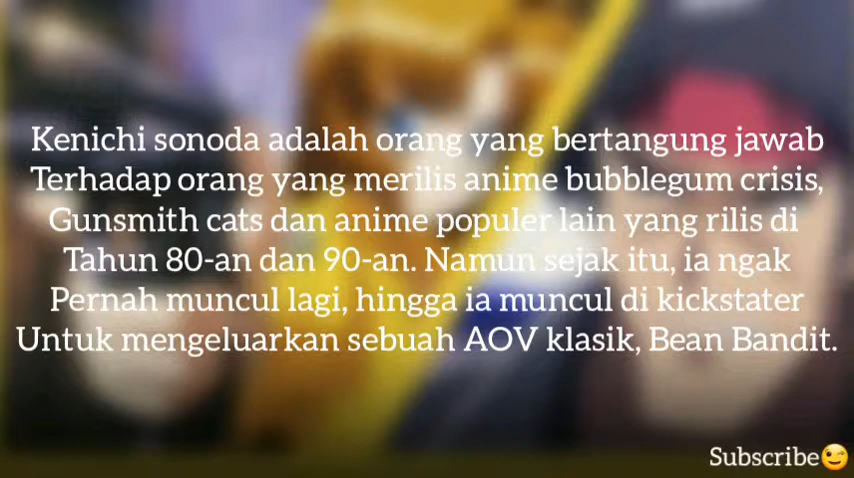 Kenichi sonoda adalah orang yang bertangung jawab
Terhadap orang yang merilis anime bubblegum crisis,
Gunsmith cats dan anime populer lain yang rilis di
Tahun 80-an dan 90-an. Namun sejak itu, ia ngak
Pernah muncul lagi, hingga ia muncul di kickstater
Untuk mengeluarkan sebuah AOV klasik, Bean Bandit.
Subscribe😉